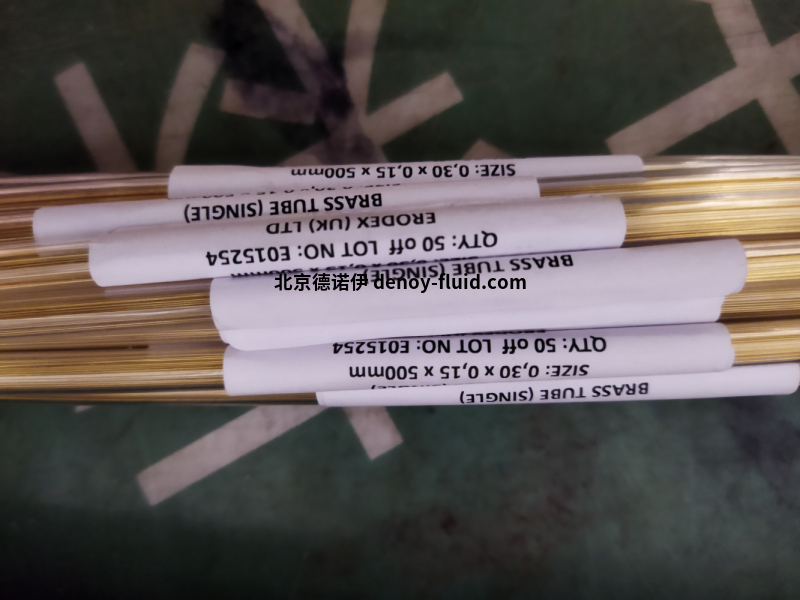 SIZE: 0,30 x 0,15 x 500mm
BRASS TUBE (SINGLE)
ERODEX (UK) LTD
QTY: 50 off LOT NO: E015254
BRASS TUBE (SINGLE)
北京德诺伊 denoy-fluid.com
QTY: 50 off LOT NO: E015254
SIZE: 0,30 x 0,15 x 500mm
BRASS TUBE (SINGLE)